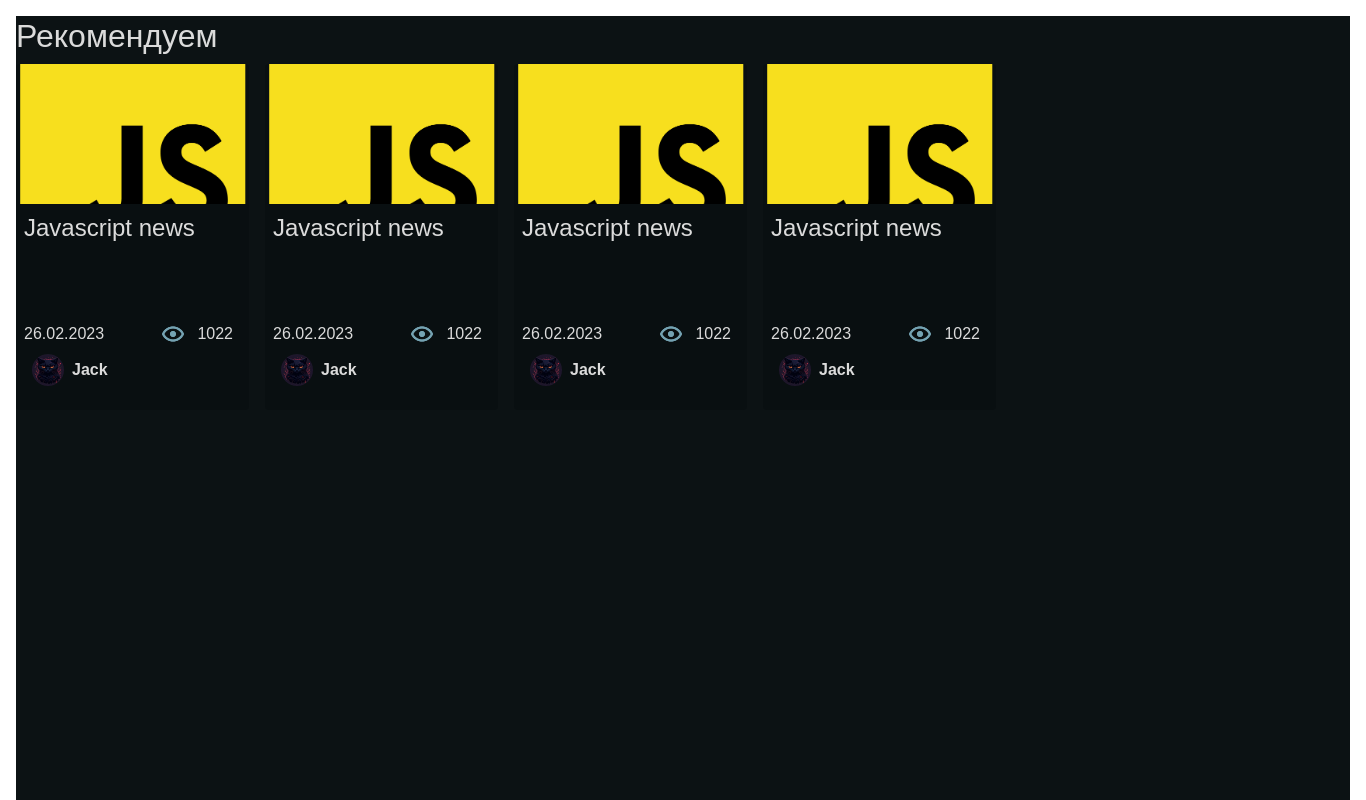 Рекомендуем
JS JS JS JS
Javascript news Javascript news Javascript news Javascript news
26.02.2023 1022 26.02.2023 1022 26.02.2023 1022 26.02.2023 1022
Jack Jack Jack Jack